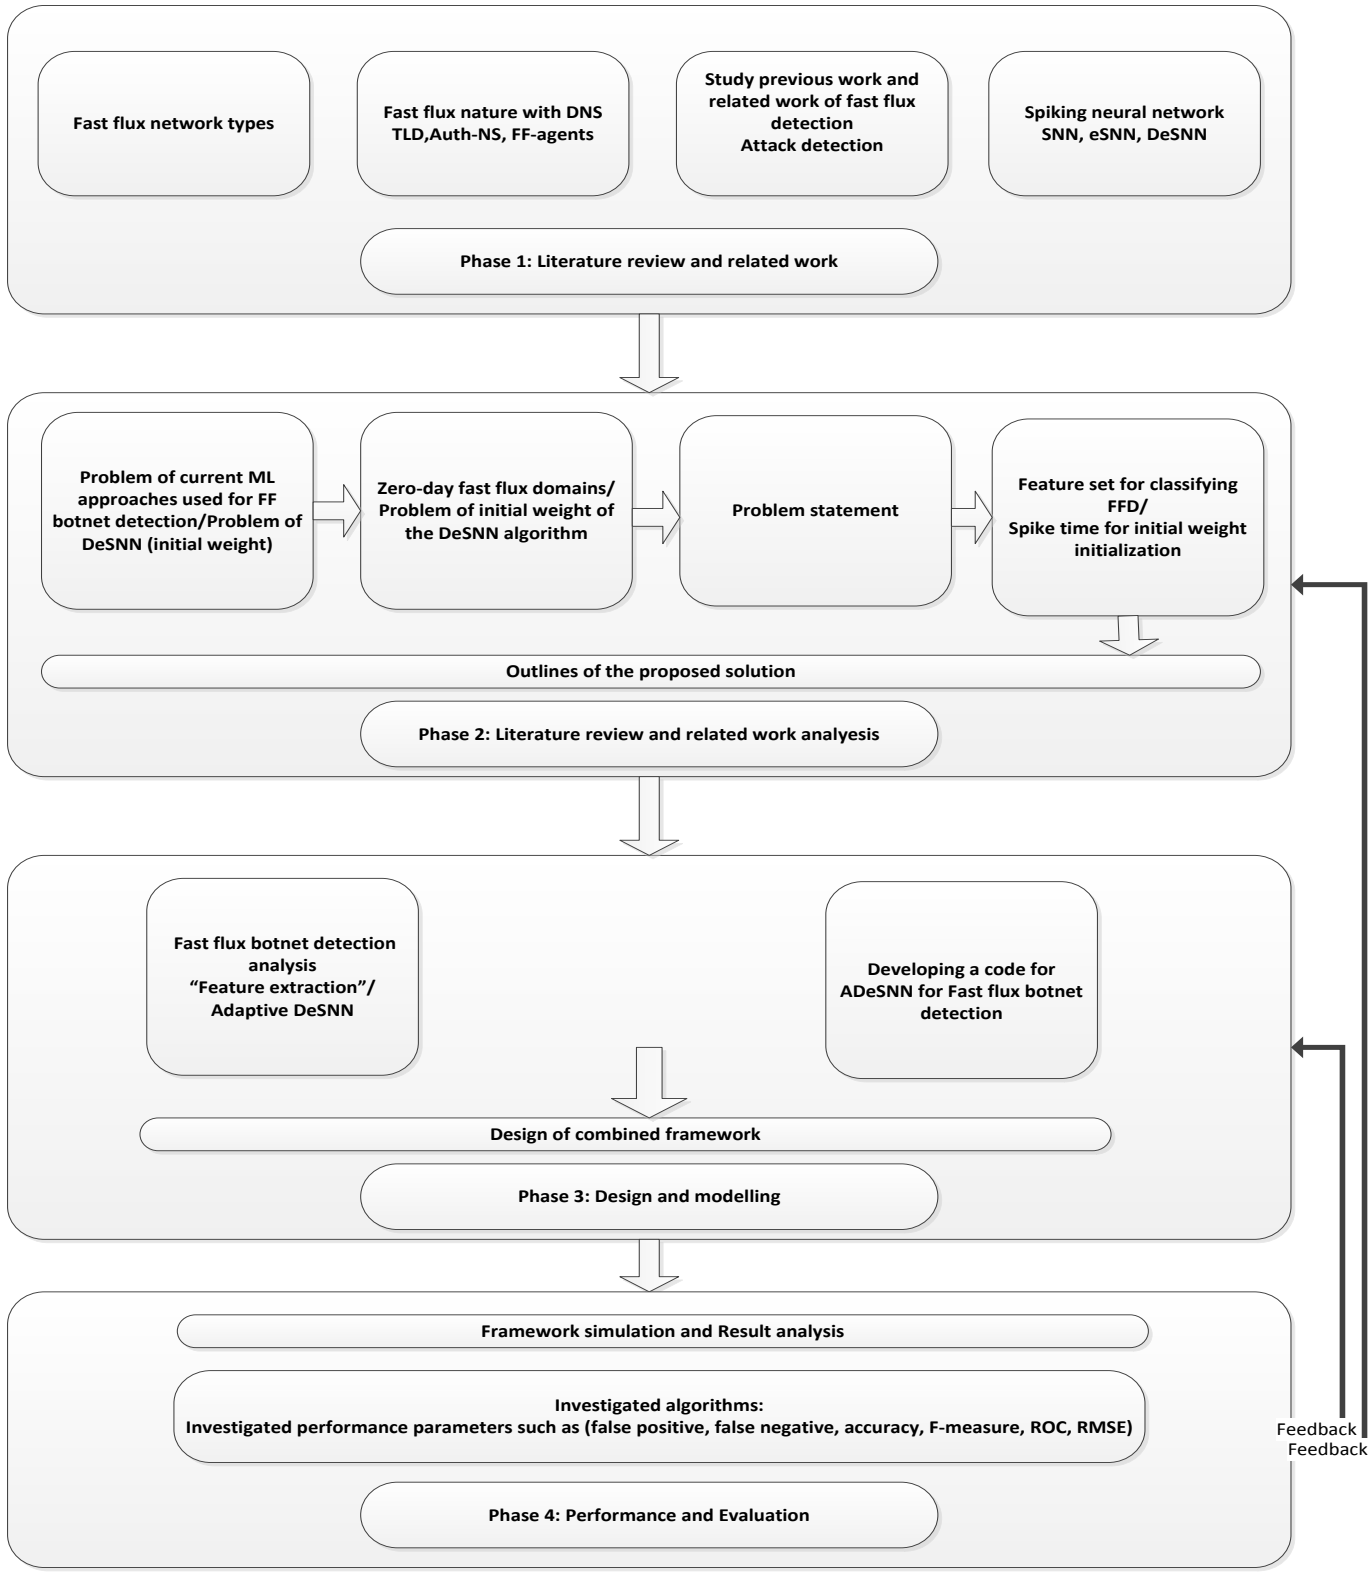 Fast flux network types
Fast flux nature with DNS
TLD,Auth-NS, FF-agents
Study previous work and
related work of fast flux
detection
Attack detection
Spiking neural network
SNN, eSNN, DeSNN
Phase 1: Literature review and related work
Problem of current ML
approaches used for FF
botnet detection/Problem of
DeSNN (initial weight)
Zero-day fast flux domains/
Problem of initial weight of
the DeSNN algorithm
Problem statement
Feature set for classifying
FFD/
Spike time for initial weight
initialization
Outlines of the proposed solution
Phase 2: Literature review and related work analyesis
Fast flux botnet detection
analysis
“Feature extraction”/
Adaptive DeSNN
Developing a code for
ADeSNN for Fast flux botnet
detection
Design of combined framework
Phase 3: Design and modelling
Framework simulation and Result analysis
Investigated algorithms:
Investigated performance parameters such as (false positive, false negative, accuracy, F-measure, ROC, RMSE)
Phase 4: Performance and Evaluation
Feedback
Feedback